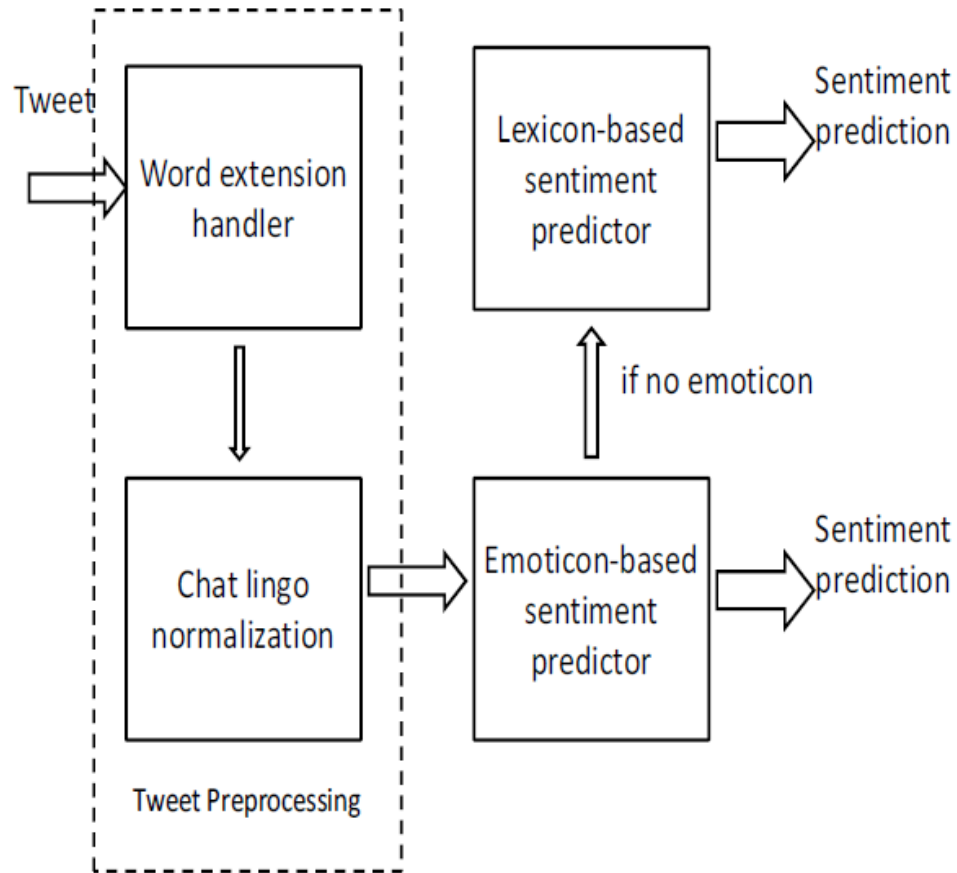 Tweet
Word extension
handler
Chat lingo
normalization
Tweet Preprocessing
Lexicon-based
sentiment
predictor
Sentiment
prediction
if no emoticon
Emoticon-based
sentiment
predictor
Sentiment
prediction